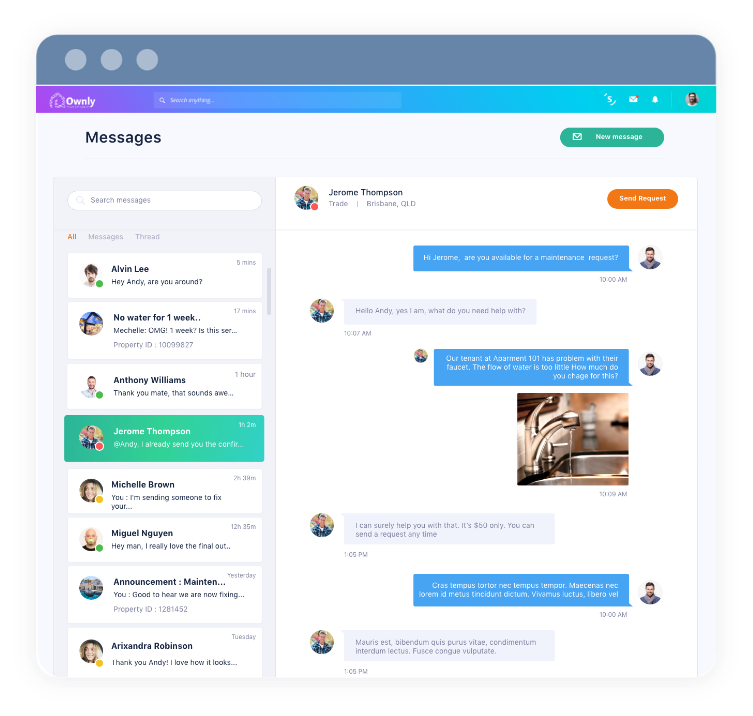 Ownly
Search anything...
Messages
New message
Search messages
All Messages Thread
Alvin Lee
5 mins
Hey Andy, are you around?
No water for 1 week..
17 mins
Mechelle: OMG! 1 week? Is this ser...
Property ID : 10099827
Anthony Williams
1 hour
Thank you mate, that sounds awe...
Jerome Thompson
1h 2m
@Andy, I already send you the confir...
Michelle Brown
2h 39m
You : I'm sending someone to fix
your...
Miguel Nguyen
12h 35m
Hey man, I really love the final out..
Announcement : Mainten...
Yesterday
You : Good to hear we are now fixing...
Property ID : 1281452
Arixandra Robinson
Tuesday
Thank you Andy! I love how it looks...
Jerome Thompson
Trade | Brisbane, QLD
Send Request
Hi Jerome, are you available for a maintenance request?
10:00 AM
Hello Andy, yes I am, what do you need help with?
10:07 AM
Our tenant at Aparment 101 has problem with their
faucet. The flow of water is too little How much do
you chage for this?
10:09 AM
I can surely help you with that. It's $50 only. You can
send a request any time
1:05 PM
Cras tempus tortor nec tempus tempor. Maecenas nec
lorem id metus tincidunt dictum. Vivamus luctus, libero vel
10:00 AM
Mauris est, bibendum quis purus vitae, condimentum
interdum lectus. Fusce congue vulputate.
1:05 PM